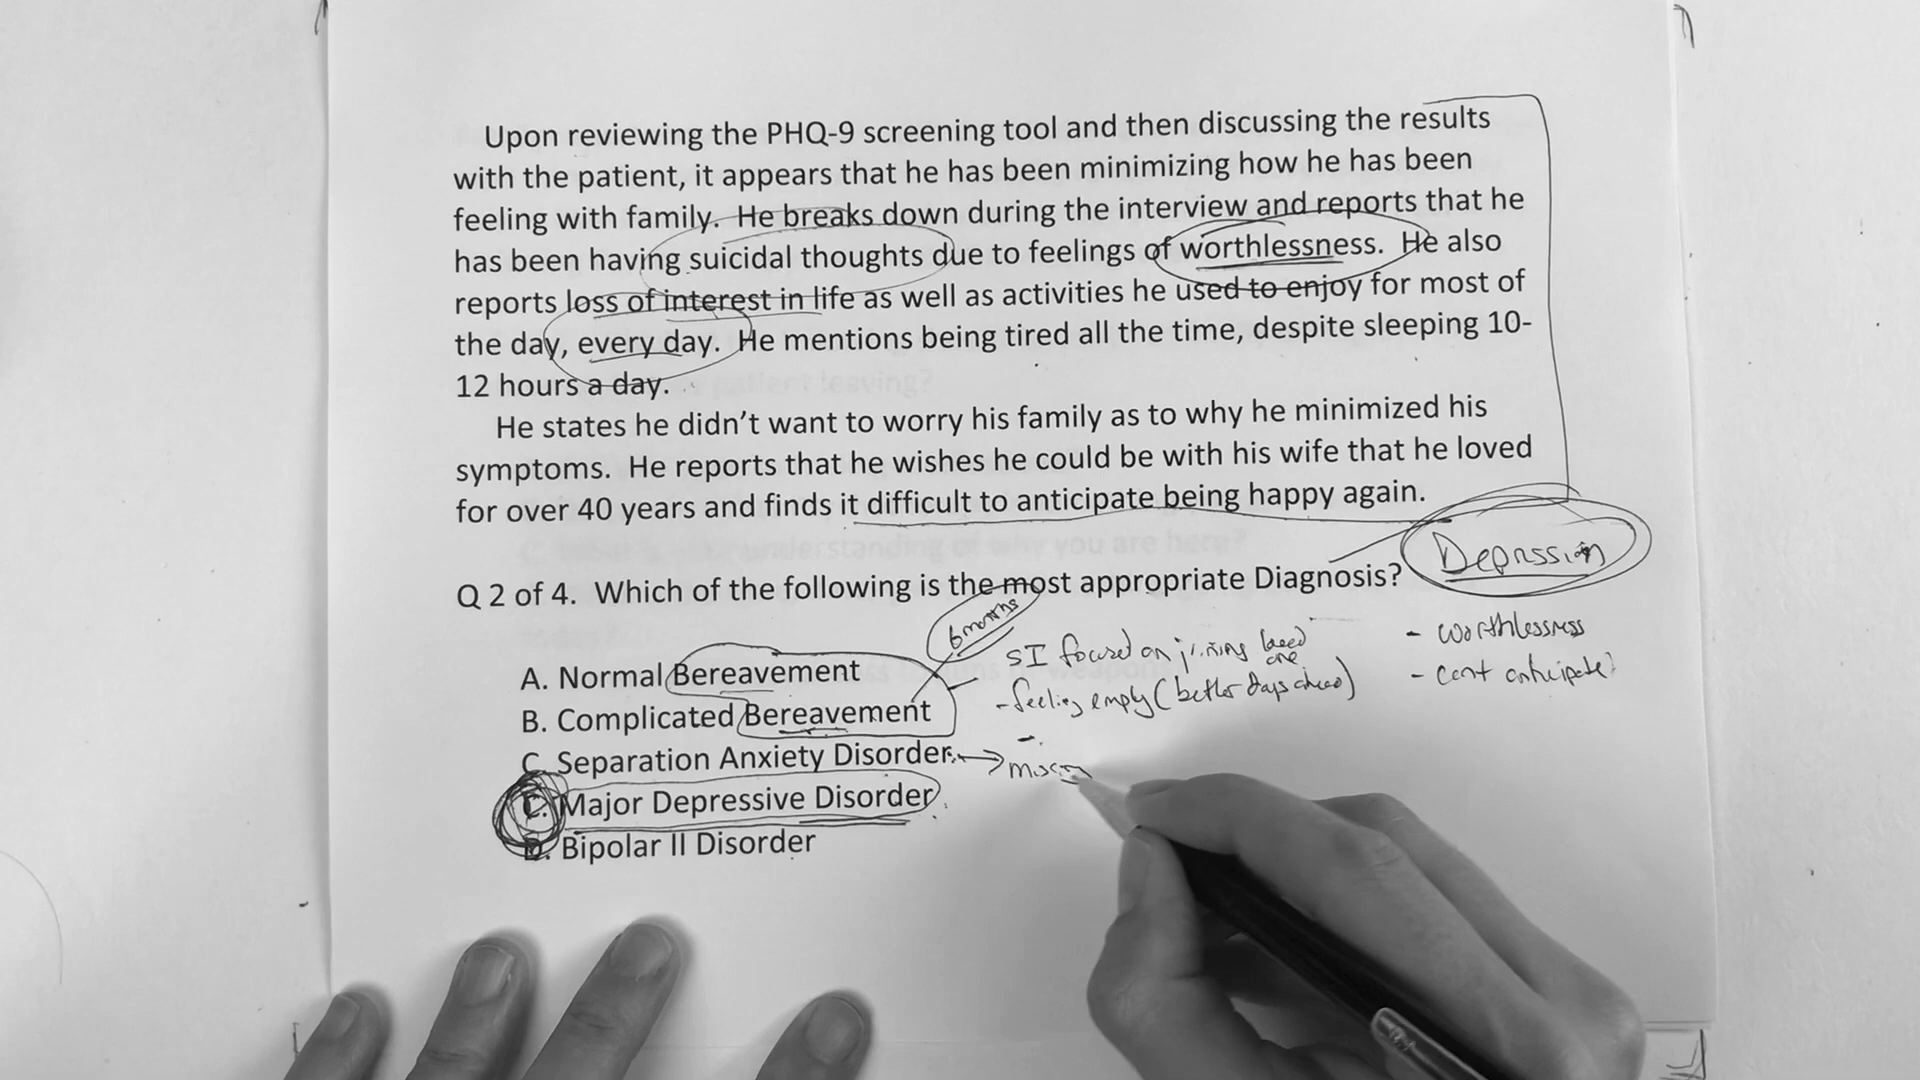 Upon reviewing the PHQ-9 screening tool and then discussing the results
with the patient, it appears that he has been minimizing how he has been
feeling with family. He breaks down during the interview and reports that he
has been having suicidal thoughts due to feelings of worthlessness. He also
reports loss of interest in life as well as activities he used to enjoy for most of
the day, every day. He mentions being tired all the time, despite sleeping 10-
12 hours a day.
He states he didn't want to worry his family as to why he minimized his
symptoms. He reports that he wishes he could be with his wife that he loved
for over 40 years and finds it difficult to anticipate being happy again.
Depression
Q 2 of 4. Which of the following is the most appropriate Diagnosis?
6 months
SI focused on joining
one
- feeling empty (better days ahead)
- worthlessness
- can't anticipate
A. Normal Bereavement
B. Complicated Bereavement
C. Separation Anxiety Disorder
C. Major Depressive Disorder
D. Bipolar II Disorder